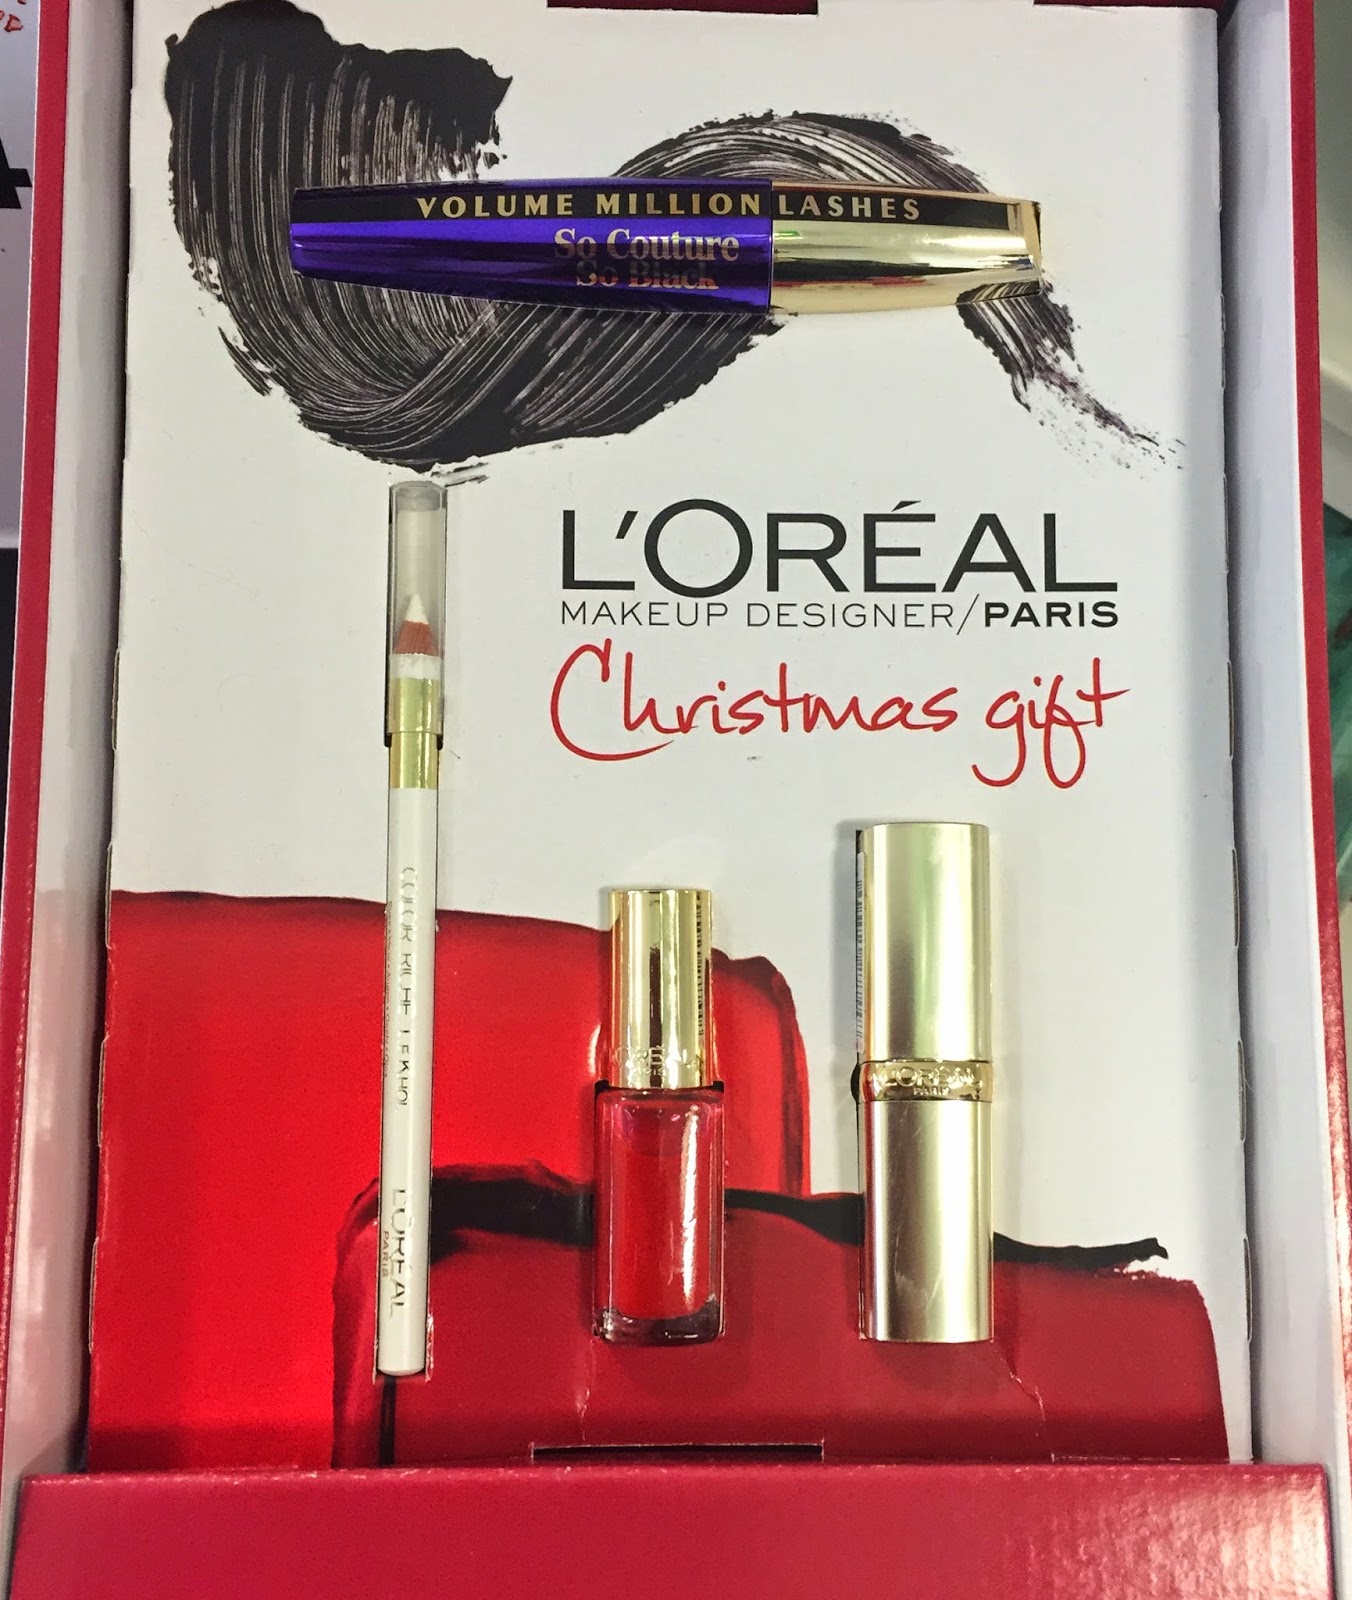 VOLUME MILLION LASHES
So Couture
So Black
L'ORÉAL
MAKEUP DESIGNER/PARIS
Christmas gift
COLOR RICHE LE KHÔL
L'ORÉAL
PARIS
L'ORÉAL
PARIS
L'ORÉAL
PARIS